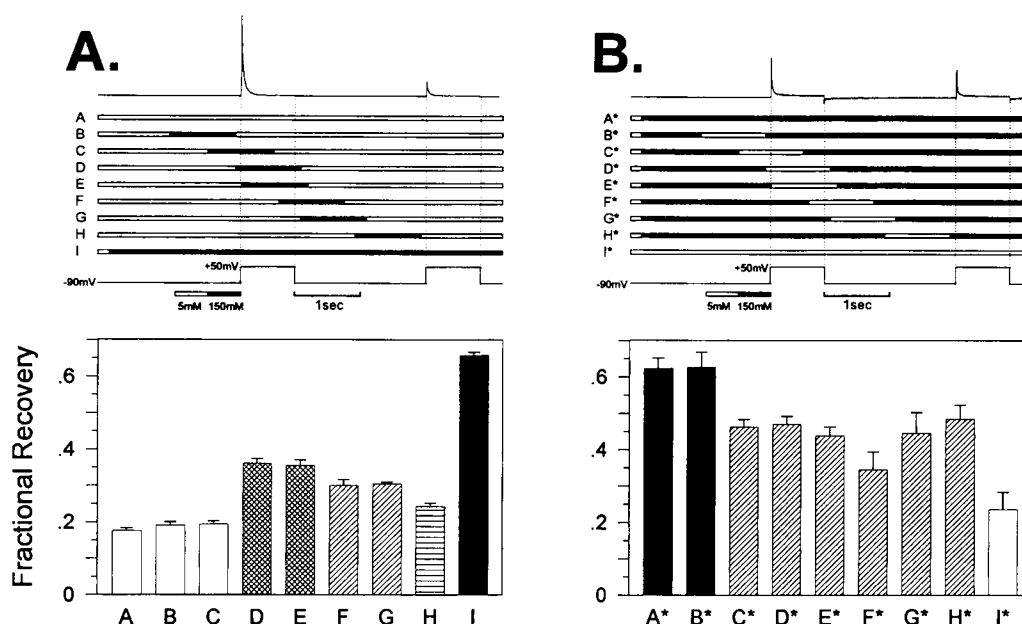 A.
B.
A
B
C
D
E
F
G
H
I
+50mV
-90mV
5mM 150mM
1sec
A*
B*
C*
D*
E*
F*
G*
H*
I*
+50mV
-90mV
5mM 150mM
1sec
Fractional Recovery
.6
.4
.2
0
A B C D E F G H I
.6
.4
.2
0
A* B* C* D* E* F* G* H* I*